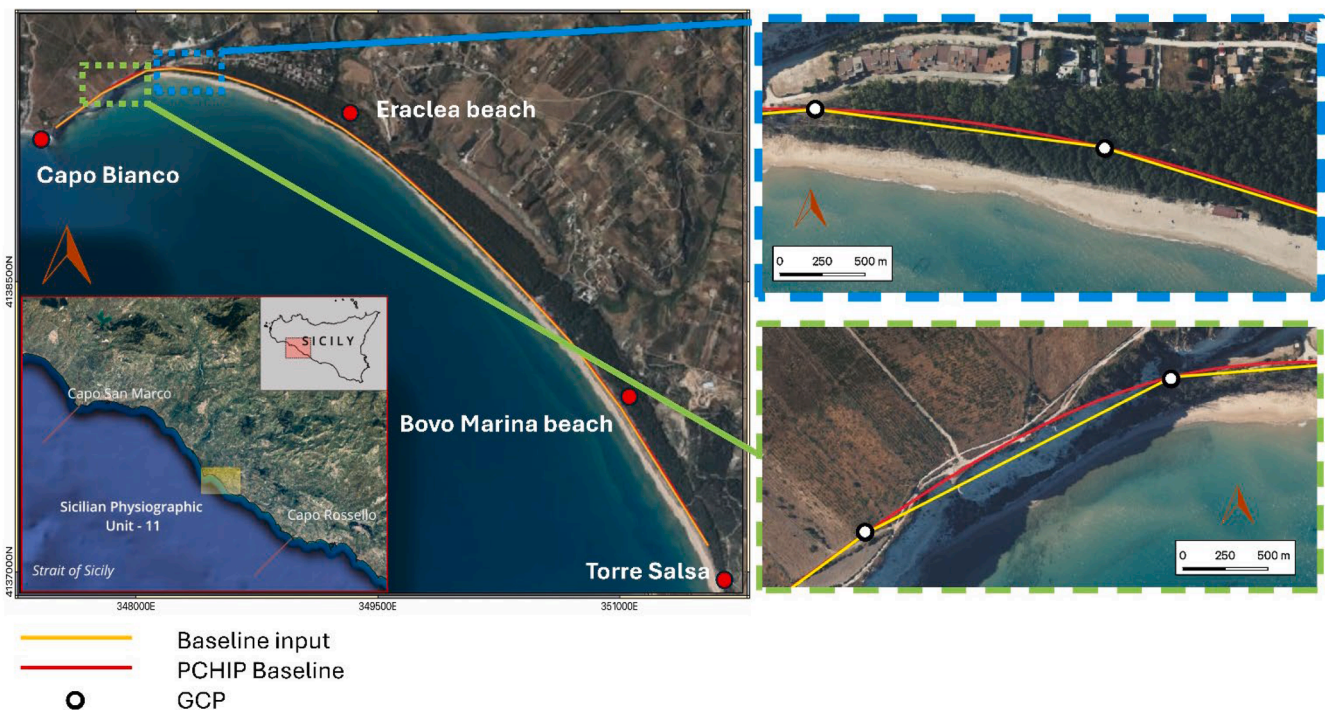 Eraclea beach
Capo Bianco
4138500N
SICILY
Capo San Marco
Bovo Marina beach
Sicilian Physiographic
Unit - 11
Capo Rossello
Strait of Sicily
Torre Salsa
4137000N
348000E
349500E
351000E
0 250 500 m
0 250 500 m
Baseline input
PCHIP Baseline
GCP